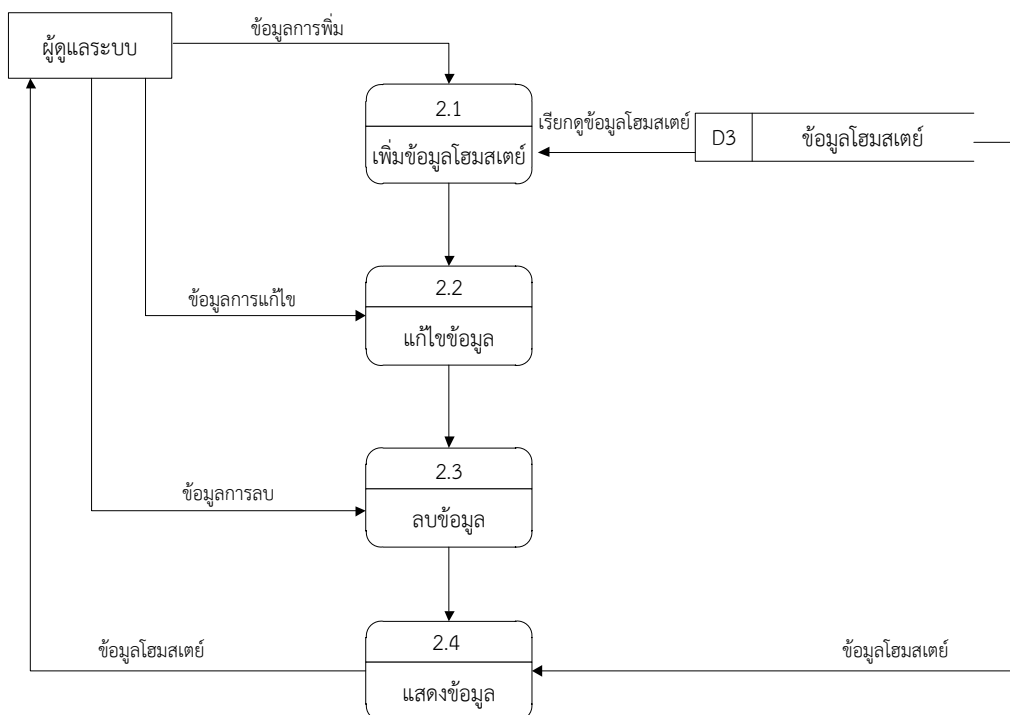 ผู้ดูแลระบบ
ข้อมูลการพิ่ม
2.1
เพิ่มข้อมูลโฮมสเตย์
เรียกดูข้อมูลโฮมสเตย์
D3
ข้อมูลโฮมสเตย์
2.2
แก้ไขข้อมูล
ข้อมูลการแก้ไข
2.3
ลบข้อมูล
ข้อมูลการลบ
2.4
แสดงข้อมูล
ข้อมูลโฮมสเตย์
ข้อมูลโฮมสเตย์